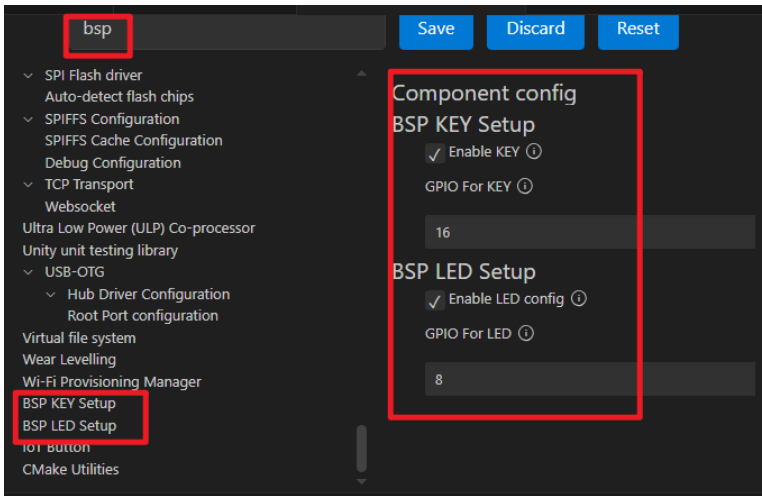 bsp
Save
Discard
Reset
SPI Flash driver
Auto-detect flash chips
SPIFFS Configuration
SPIFFS Cache Configuration
Debug Configuration
TCP Transport
Websocket
Ultra Low Power (ULP) Co-processor
Unity unit testing library
USB-OTG
Hub Driver Configuration
Root Port configuration
Virtual file system
Wear Levelling
Wi-Fi Provisioning Manager
BSP KEY Setup
BSP LED Setup
IoT Button
CMake Utilities
Component config
BSP KEY Setup
Enable KEY
GPIO For KEY
16
BSP LED Setup
Enable LED config
GPIO For LED
8